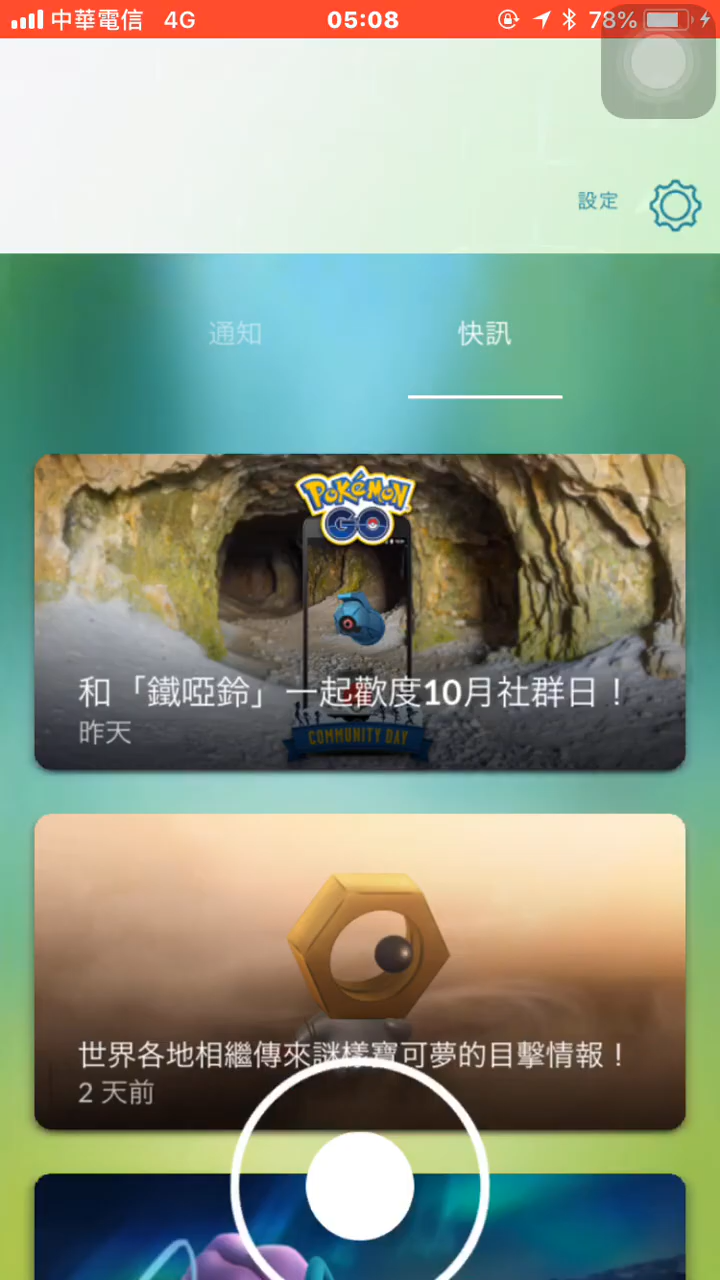 中華電信 4G 05:08 78%
設定
通知 快訊
POKÉMON
GO
和「鐵啞鈴」一起歡度10月社群日！
昨天
COMMUNITY DAY
世界各地相繼傳來謎樣寶可夢的目擊情報！
2 天前